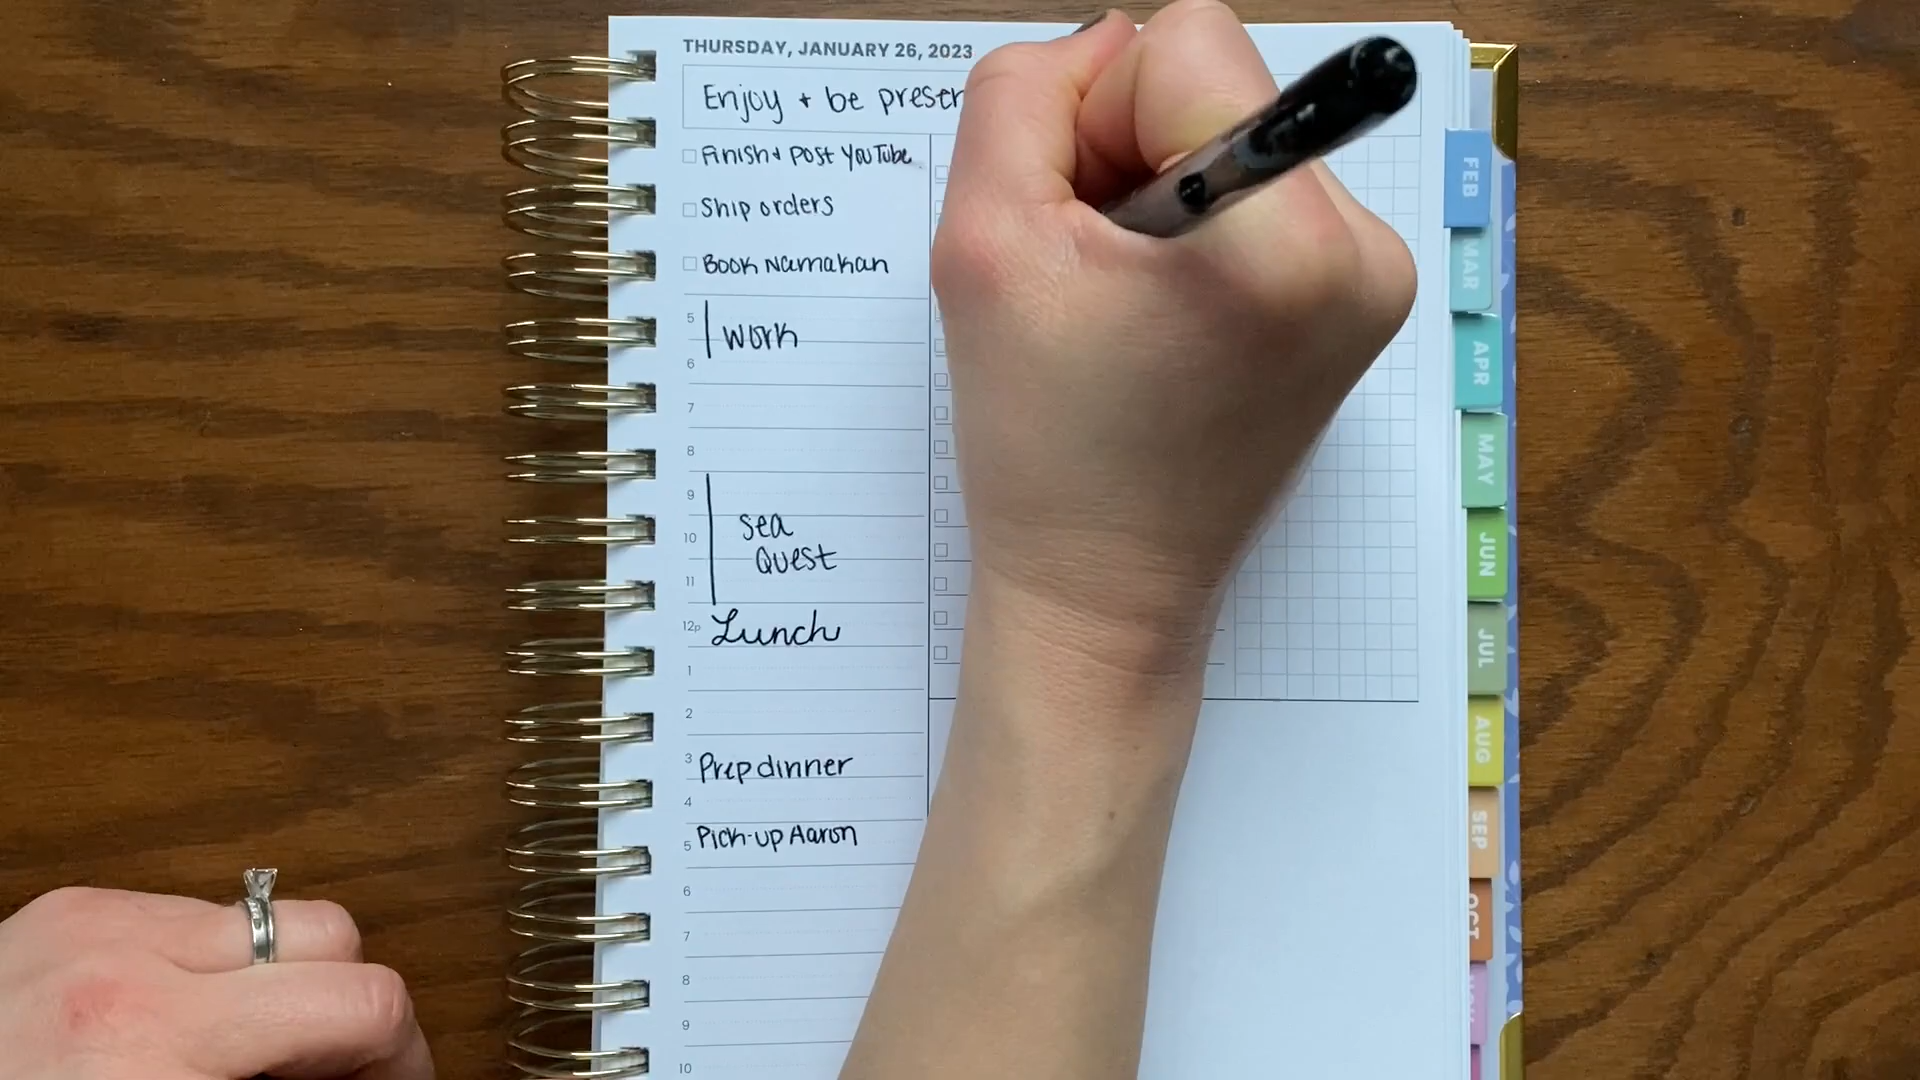 THURSDAY, JANUARY 26, 2023
Enjoy + be presen
Finish + Post YouTube
Ship orders
Book Namakan
5
work
6
7
8
9
Sea
10
Quest
11
12p Lunch
1
2
3 Prep dinner
4
5 Pick-up Aaron
6
7
8
9
10
FEB
MAR
APR
MAY
JUN
JUL
AUG
SEP
OCT